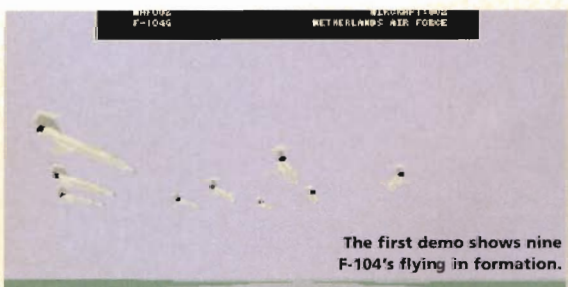 F-104G NETHERLANDS AIR FORCE
The first demo shows nine
F-104's flying in formation.